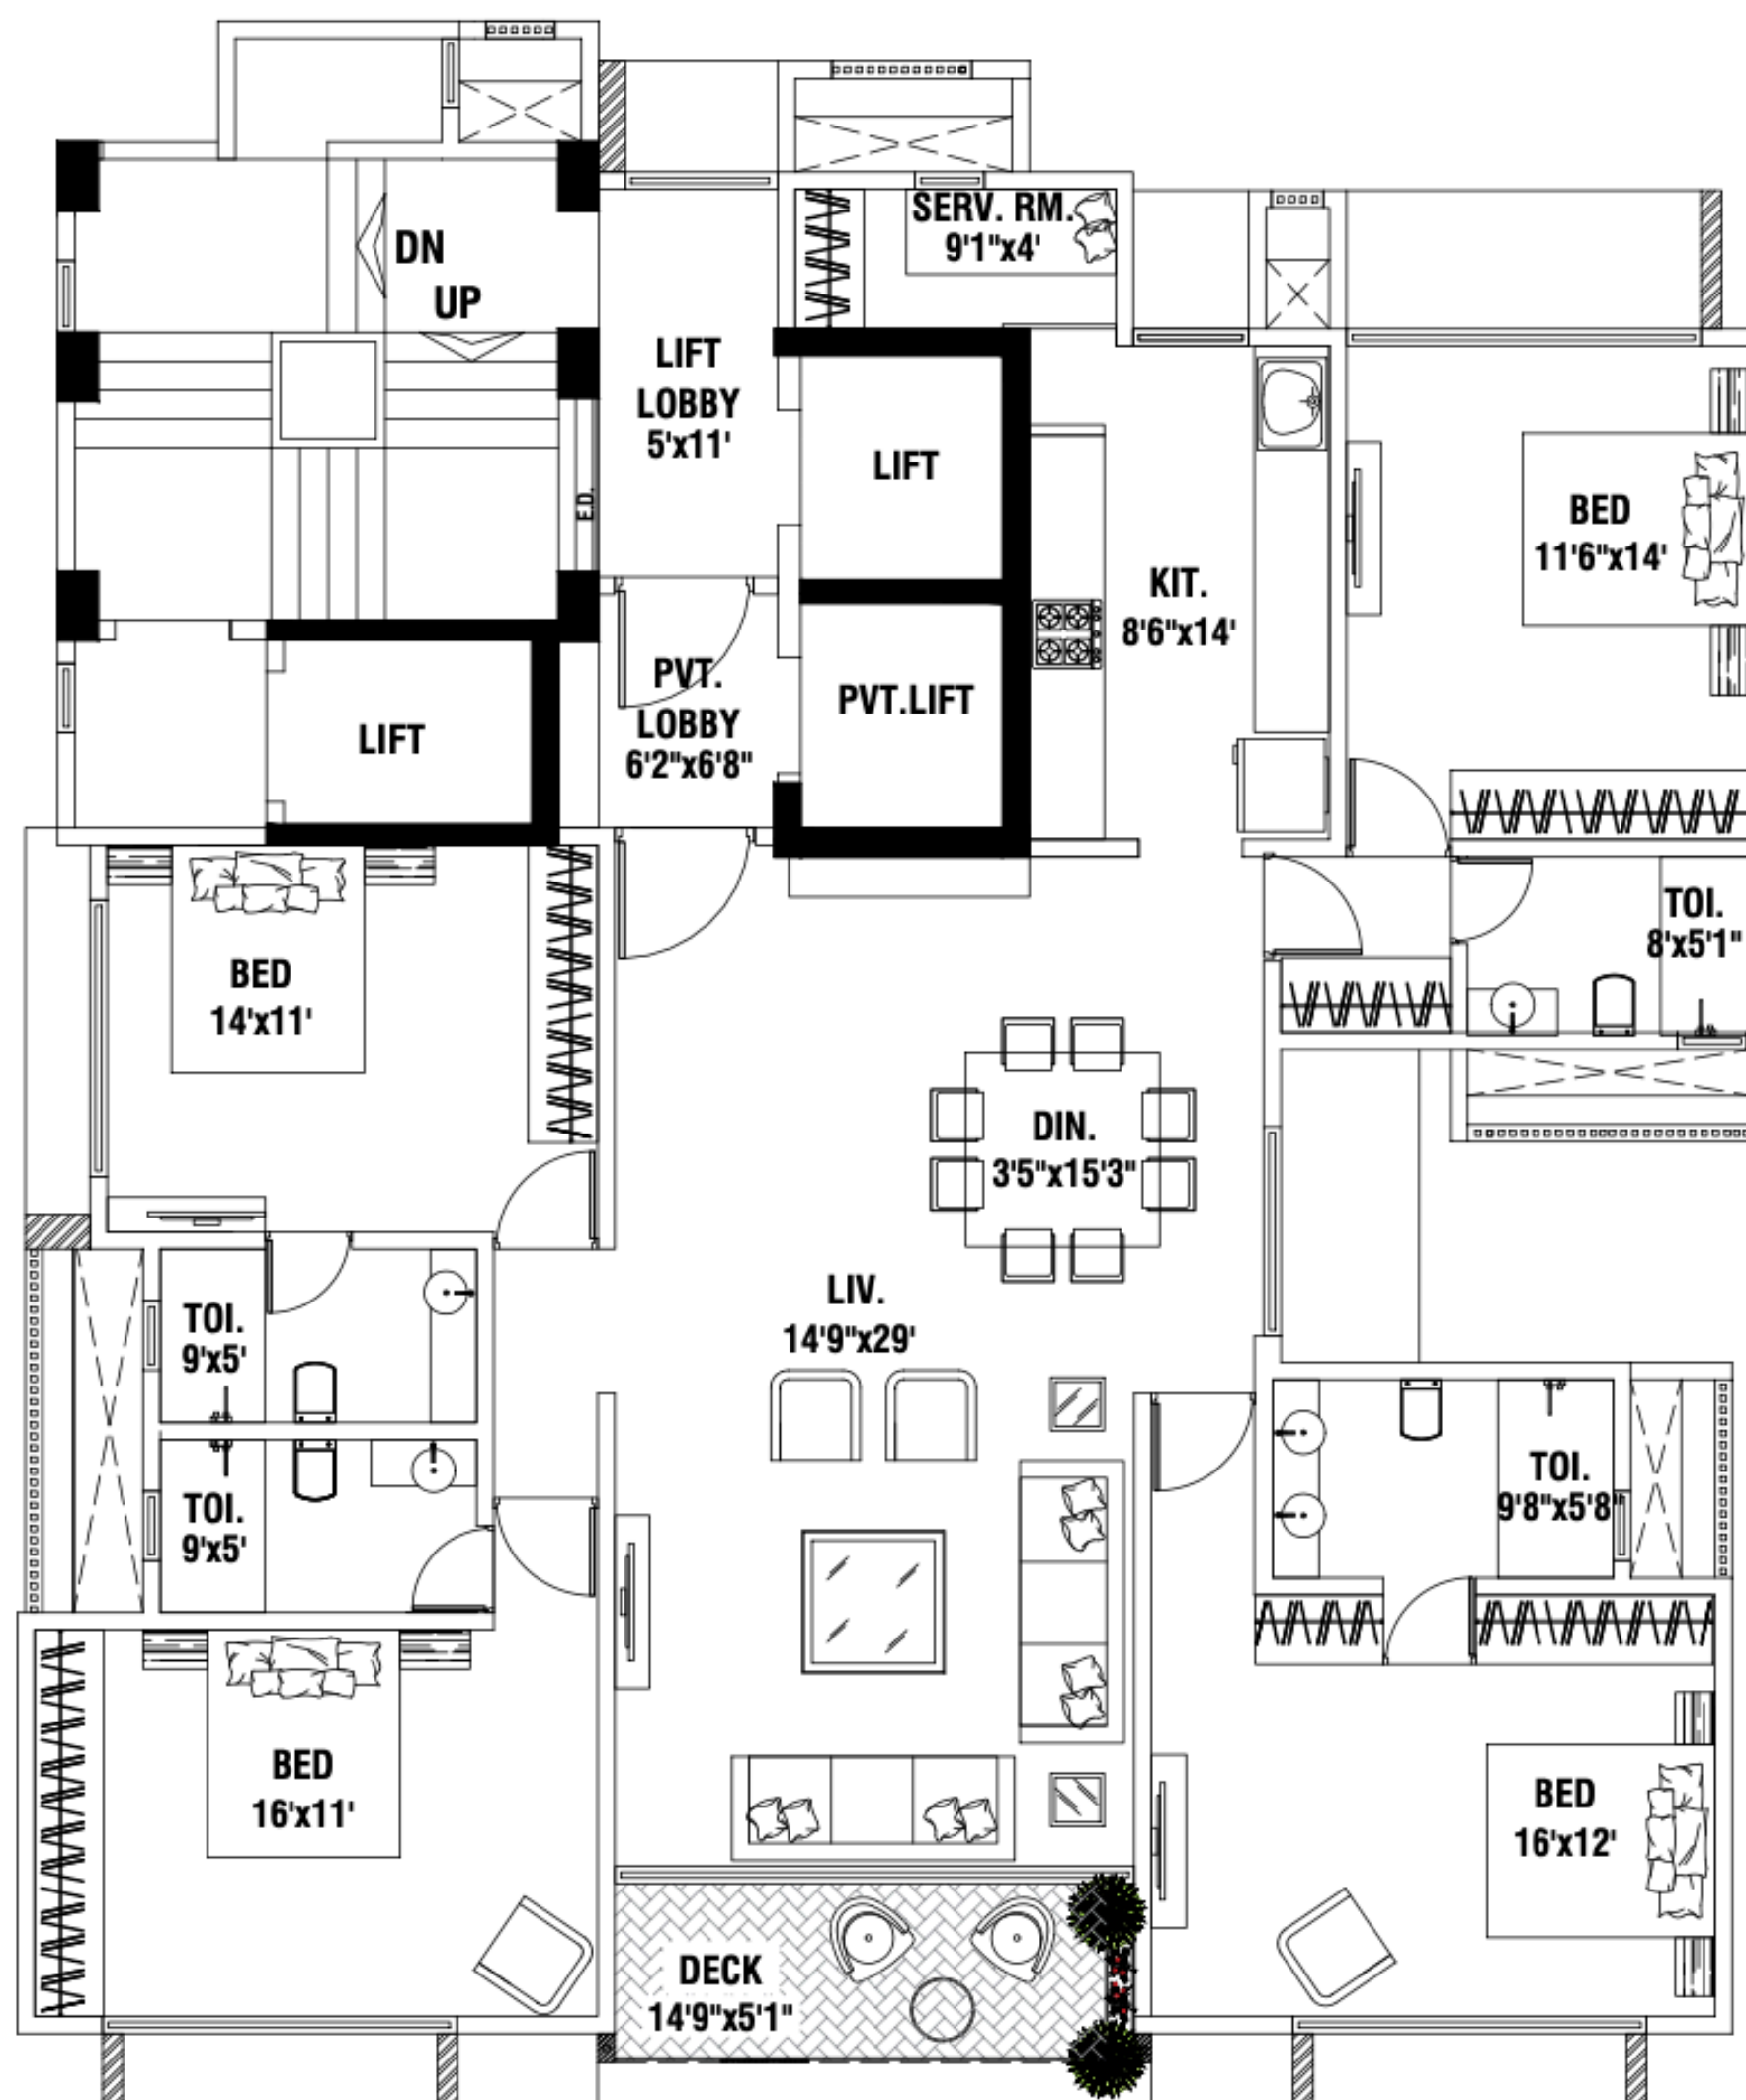 SERV. RM.
9'1"x4'
DN
UP
LIFT
LOBBY
5'x11'
LIFT
E.D.
BED
11'6"x14'
KIT.
8'6"x14'
PVT.
LOBBY
6'2"x6'8"
PVT.LIFT
LIFT
TOI.
8'x5'1"
BED
14'x11'
DIN.
3'5"x15'3"
LIV.
14'9"x29'
TOI.
9'x5'
TOI.
9'x5'
TOI.
9'8"x5'8"
BED
16'x11'
BED
16'x12'
DECK
14'9"x5'1"